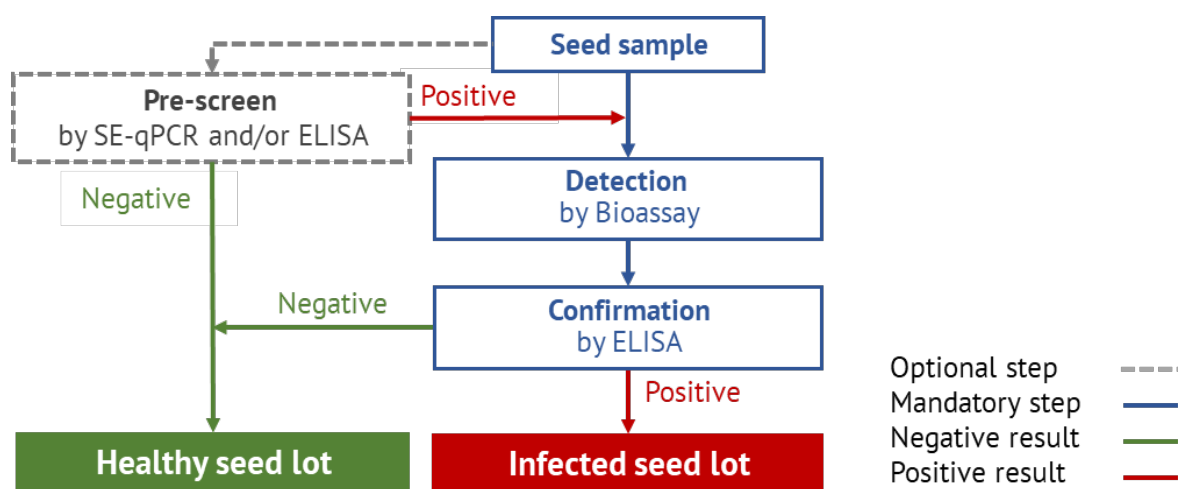 Seed sample
Pre-screen
by SE-qPCR and/or ELISA
Positive
Negative
Detection
by Bioassay
Negative
Confirmation
by ELISA
Positive
Healthy seed lot
Infected seed lot
Optional step
Mandatory step
Negative result
Positive result